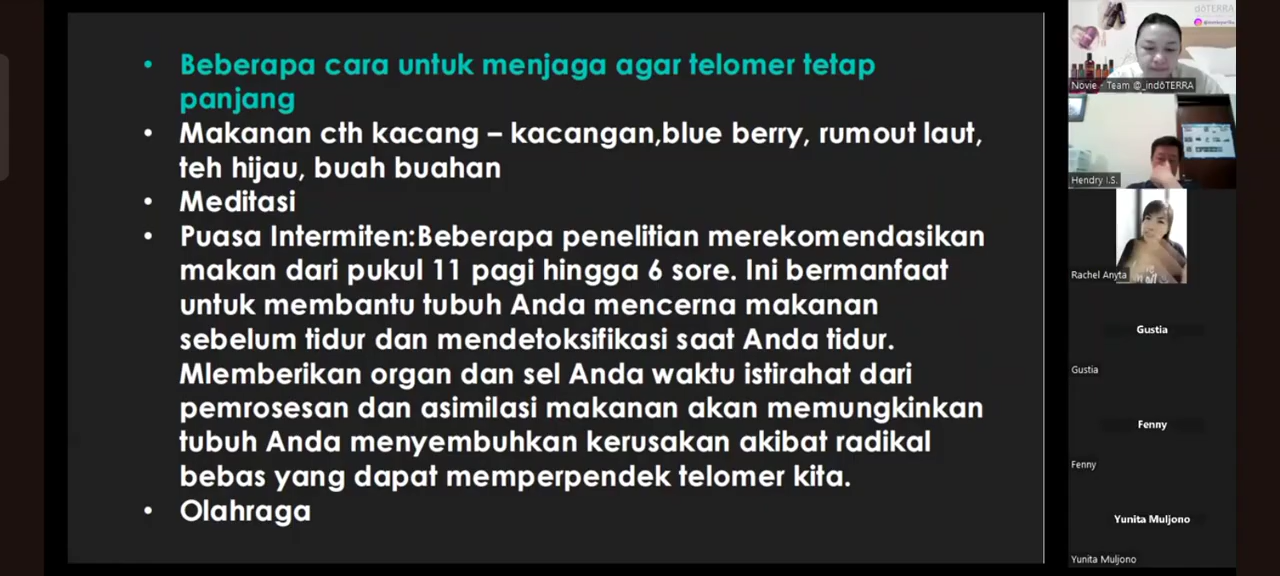 Beberapa cara untuk menjaga agar telomer tetap
panjang
Makanan cth kacang – kacangan,blue berry, rumout laut,
teh hijau, buah buahan
Meditasi
Puasa Intermiten:Beberapa penelitian merekomendasikan
makan dari pukul 11 pagi hingga 6 sore. Ini bermanfaat
untuk membantu tubuh Anda mencerna makanan
sebelum tidur dan mendetoksifikasi saat Anda tidur.
Mlemberikan organ dan sel Anda waktu istirahat dari
pemrosesan dan asimilasi makanan akan memungkinkan
tubuh Anda menyembuhkan kerusakan akibat radikal
bebas yang dapat memperpendek telomer kita.
Olahraga
dōTERRA
Novie - Team @_indōTERRA
Hendry I.S.
Rachel Anyta
Gustia
Gustia
Fenny
Fenny
Yunita Muljono
Yunita Muljono